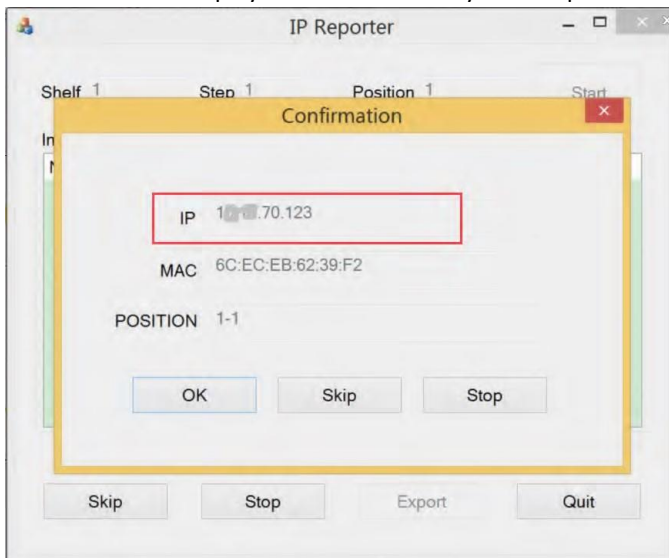 IP Reporter
Shelf 1 Step 1 Position 1 Start
Confirmation
IP .70.123
MAC 6C:EC:EB:62:39:F2
POSITION 1-1
OK Skip Stop
Skip Stop Export Quit